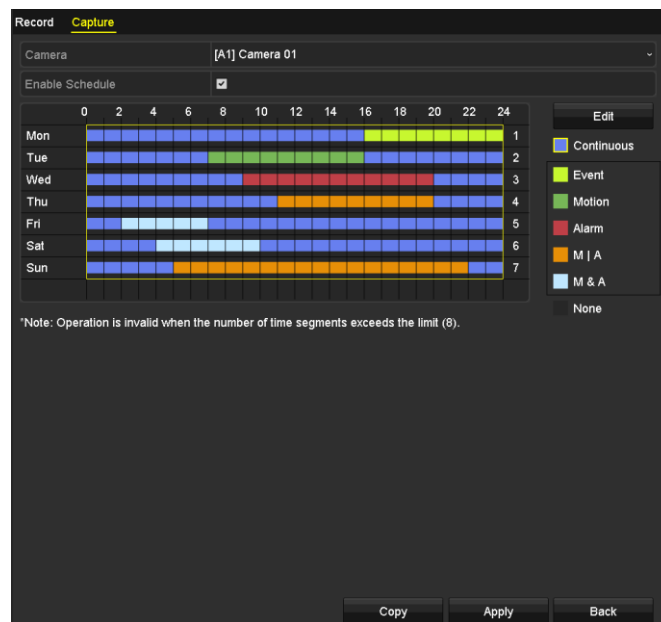 Record Capture
Camera [A1] Camera 01
Enable Schedule
0 2 4 6 8 10 12 14 16 18 20 22 24
Edit
Mon 1
Continuous
Tue 2
Wed 3
Event
Thu 4
Motion
Fri 5
Alarm
Sat 6
M | A
Sun 7
M & A
None
*Note: Operation is invalid when the number of time segments exceeds the limit (8).
Copy Apply Back